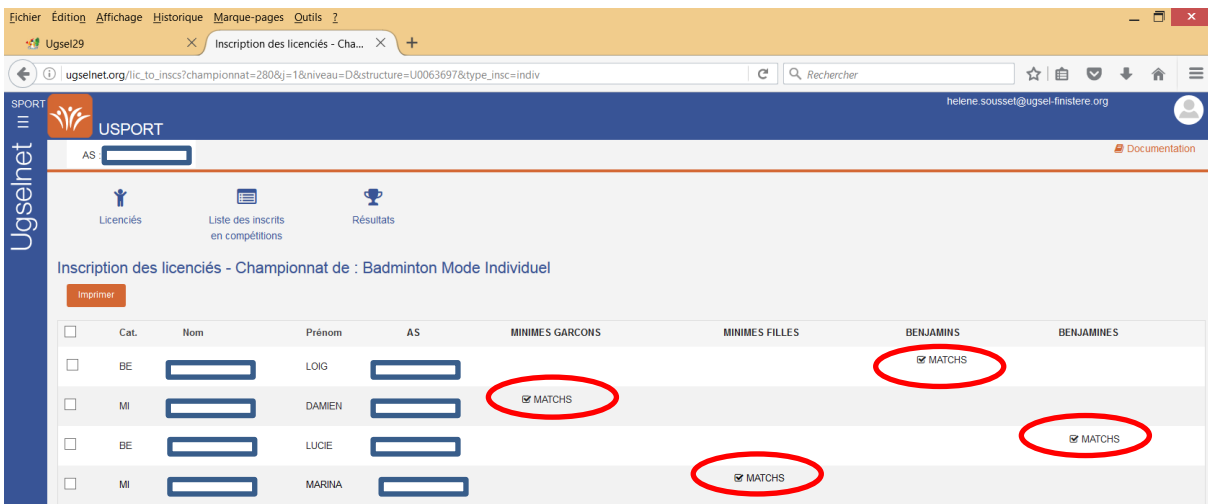 Fichier Édition Affichage Historique Marque-pages Outils ?
Ugsel29 Inscription des licenciés - Cha...
ugselnet.org/lic_to_inscs?championnat=280&j=1&niveau=D&structure=U0063697&type_insc=indiv Rechercher
SPORT
Ugselnet
USPORT
helene.sousset@ugsel-finistere.org
AS :
Documentation
Licenciés
Liste des inscrits
en compétitions
Résultats
Inscription des licenciés - Championnat de : Badminton Mode Individuel
Imprimer
Cat. Nom Prénom AS MINIMES GARCONS MINIMES FILLES BENJAMINS BENJAMINES
BE LOIG MATCHS
MI DAMIEN MATCHS
BE LUCIE MATCHS
MI MARINA MATCHS